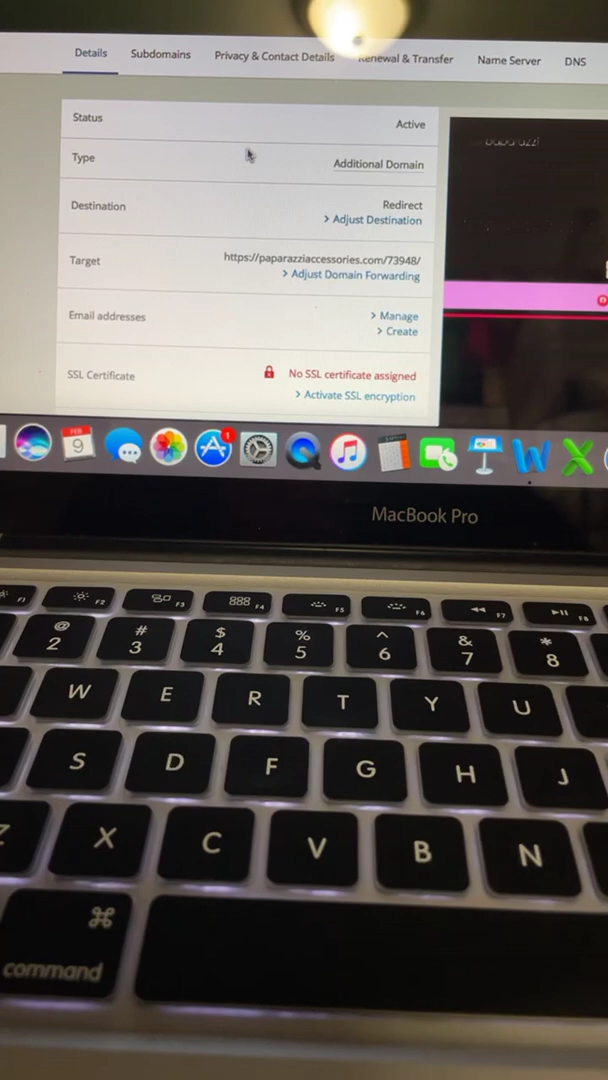 Details Subdomains Privacy & Contact Details Renewal & Transfer Name Server DNS
Status Active
Type Additional Domain
Destination Redirect
> Adjust Destination
Target https://paparazziaccessories.com/73948/
> Adjust Domain Forwarding
Email addresses > Manage
> Create
SSL Certificate No SSL certificate assigned
> Activate SSL encryption
paparazzi
FEB
9
1
MacBook Pro
F1 F2 F3 F4 F5 F6 F7 F8
@ # $ % ^ & *
2 3 4 5 6 7 8
W E R T Y U
S D F G H J
Z X C V B N
⌘
command